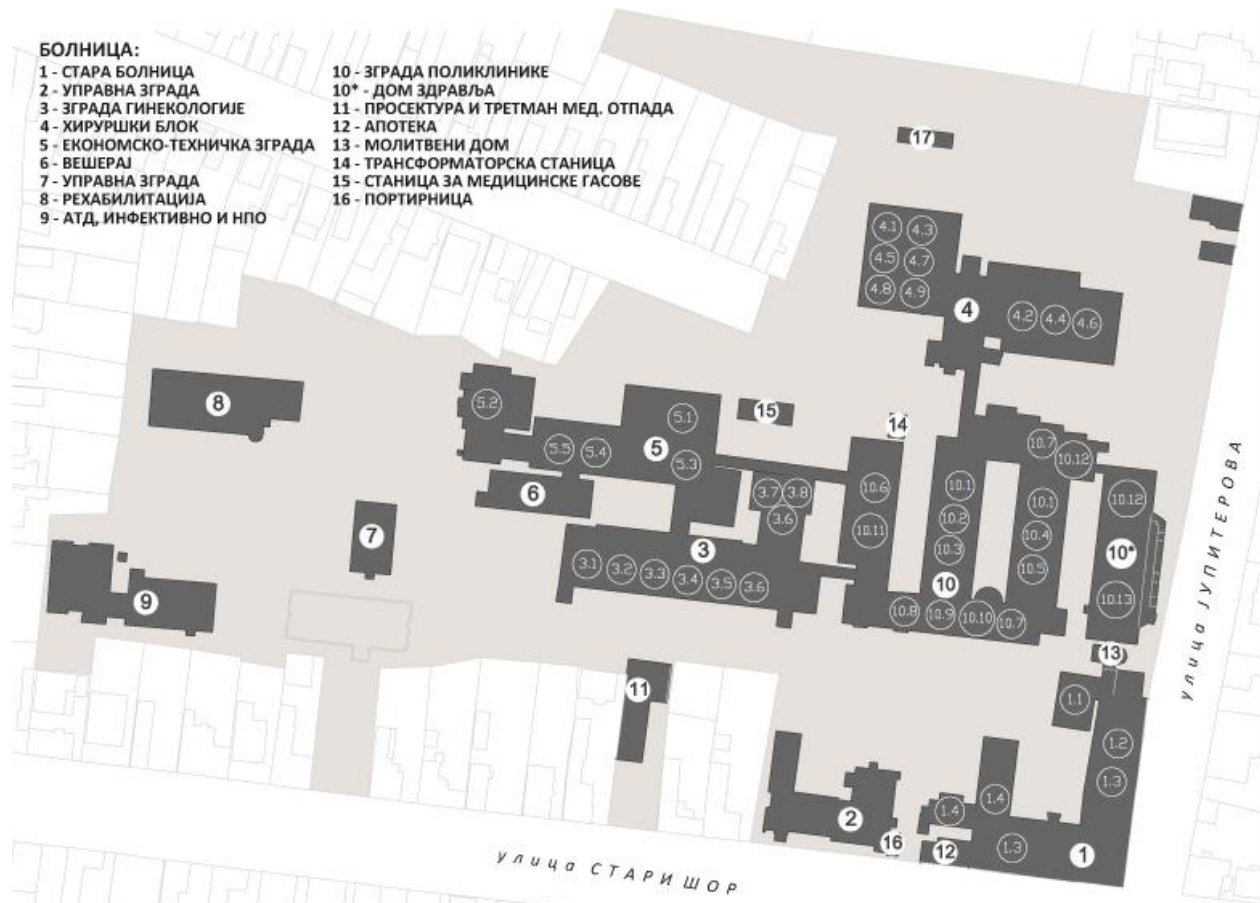 БОЛНИЦА:
1 - СТАРА БОЛНИЦА
2 - УПРАВНА ЗГРАДА
3 - ЗГРАДА ГИНЕКОЛОГИЈЕ
4 - ХИРУРШКИ БЛОК
5 - ЕКОНОМСКО-ТЕХНИЧКА ЗГРАДА
6 - ВЕШЕРАЈ
7 - УПРАВНА ЗГРАДА
8 - РЕХАБИЛИТАЦИЈА
9 - АТД, ИНФЕКТИВНО И НПО
10 - ЗГРАДА ПОЛИКЛИНИКЕ
10* - ДОМ ЗДРАВЉА
11 - ПРОСЕКТУРА И ТРЕТМАН МЕД. ОТПАДА
12 - АПОТЕКА
13 - МОЛИТВЕНИ ДОМ
14 - ТРАНСФОРМАТОРСКА СТАНИЦА
15 - СТАНИЦА ЗА МЕДИЦИНСКЕ ГАСОВЕ
16 - ПОРТИРНИЦА
17
4.1 4.3
4.5 4.7
4.8 4.9
4
4.2 4.4 4.6
8
5.2
5.1
15
14
5.5 5.4
5
5.3
10.7
10.12
6
3.7 3.8
3.6
10.6
10.11
10.1
10.2
10.3
10.1
10.4
10.5
10.12
10*
10.13
7
3
3.1 3.2 3.3 3.4 3.5 3.6
10
10.8 10.9 10.10 10.7
9
13
11
1.1
1.2
1.3
1.4
1.4
2
16
12
1.3
1
улица ЈУПИТЕРОВА
улица СТАРИ ШОР